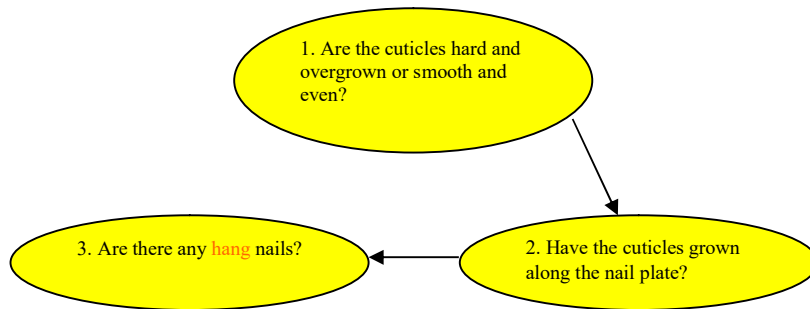 1. Are the cuticles hard and
overgrown or smooth and
even?
2. Have the cuticles grown
along the nail plate?
3. Are there any hang nails?